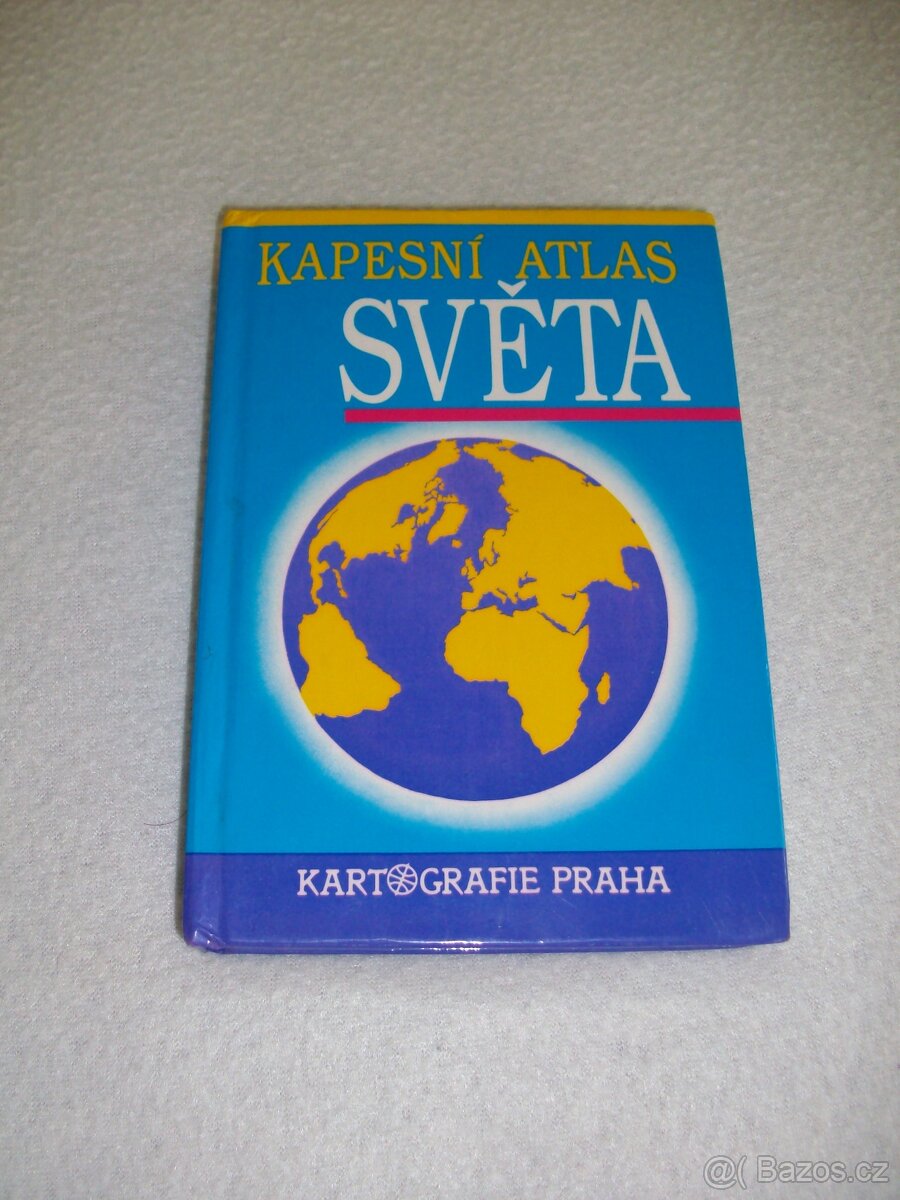 KAPESNÍ ATLAS
SVĚTA
KARTOGRAFIE PRAHA
@( Bazos.cz